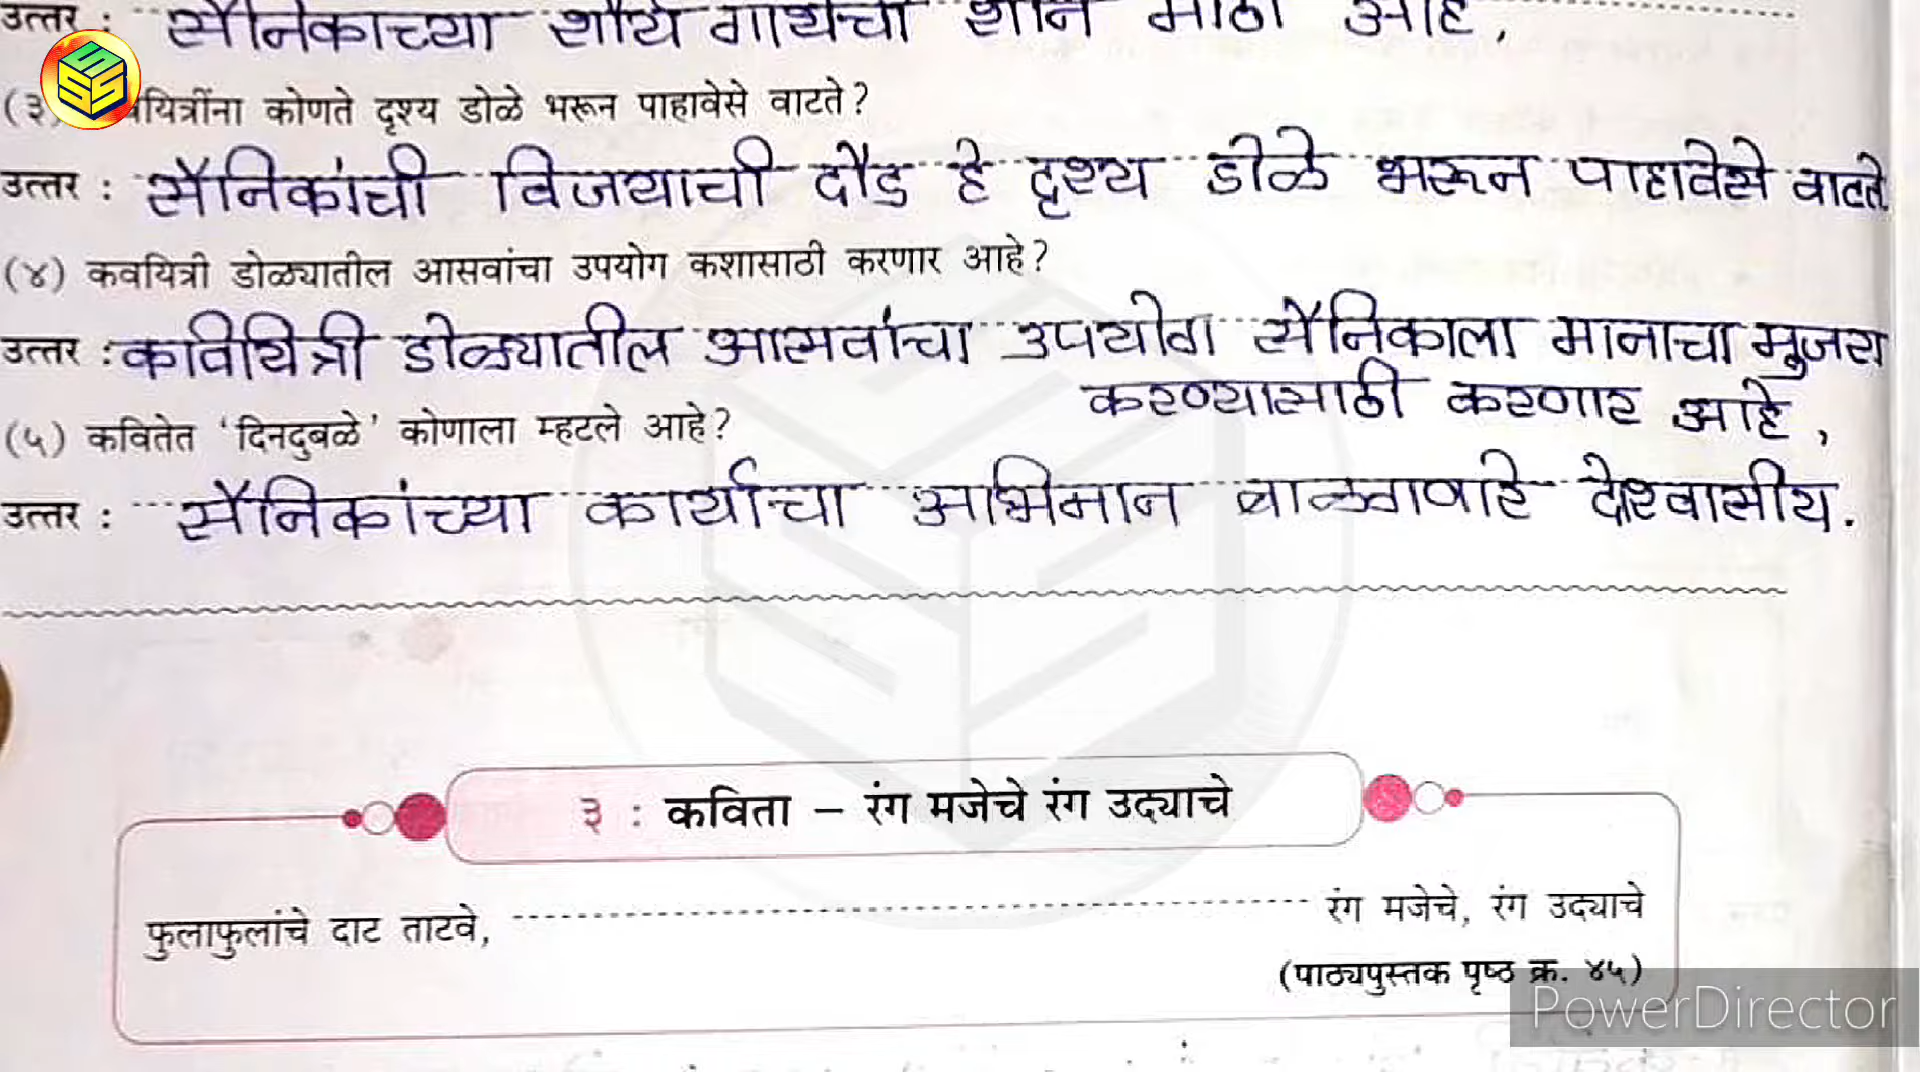 उत्तर : सैनिकाच्या शौर्य गाथेची शान मोठी आहे.
(३) कोणते दृश्य डोळे भरून पाहावेसे वाटते?
उत्तर : सैनिकांची विजयाची दौड हे दृश्य डोळे भरून पाहावेसे वाटते.
(४) कवयित्री डोळ्यातील आसवांचा उपयोग कशासाठी करणार आहे?
उत्तर : कवियित्री डोळ्यातील आसवांचा उपयोग सैनिकाला मानाचा मुजरा
करण्यासाठी करणार आहे,
(५) कवितेत 'दिनदुबळे' कोणाला म्हटले आहे?
उत्तर : सैनिकांच्या कार्याचा अभिमान बाळगणारे देशवासीय.
३ : कविता – रंग मजेचे रंग उद्याचे
फुलाफुलांचे दाट ताटवे, रंग मजेचे, रंग उद्याचे
(पाठ्यपुस्तक पृष्ठ क्र. ४५)
PowerDirector